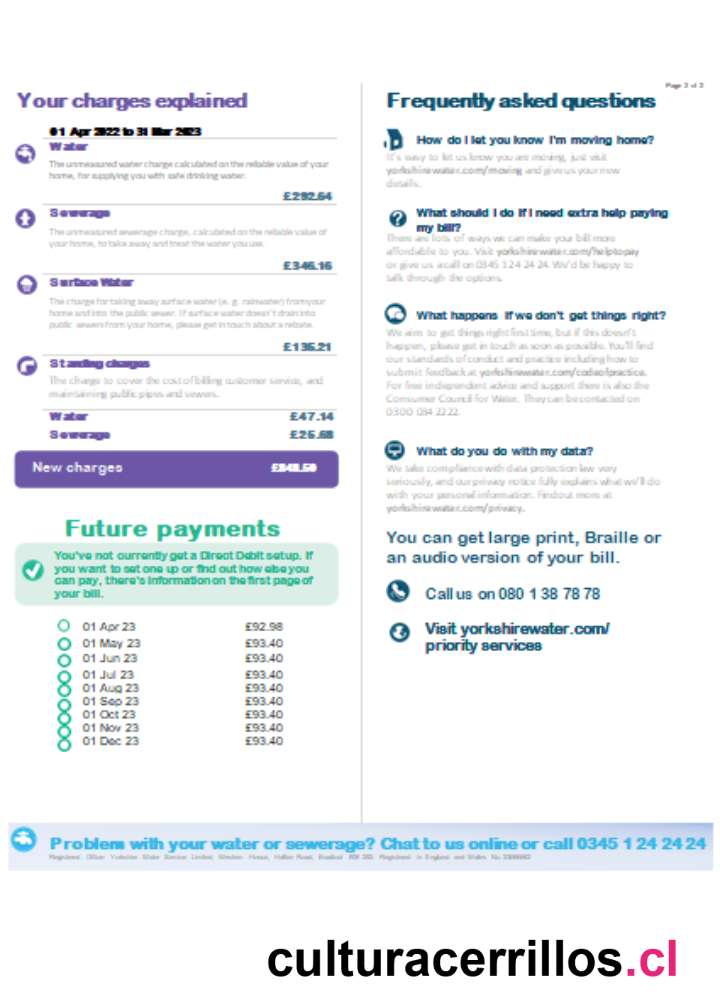 Page 2 of 2
Your charges explained
01 Apr 2022 to 31 Mar 2023
Water
The unmeasured water charge calculated on the reliable value of your
home, for supplying you with safe drinking water.
£292.64
Sewerage
The unmeasured sewerage charge, calculated on the reliable value of
your home, to take away and treat the water you use.
£346.16
Surface Water
The charge for taking away surface water (e. g. rainwater) from your
home and into the public sewer. If surface water doesn't drain into
public sewers from your home, please get in touch about a rebate.
£135.21
Standing charges
The charge to cover the cost of billing customer service, and
maintaining public pipes and sewers.
Water £47.14
Sewerage £25.68
New charges £848.50
Future payments
You've not currently get a Direct Debit setup. If
you want to set one up or find out how else you
can pay, there's information on the first page of
your bill.
01 Apr 23 £92.98
01 May 23 £93.40
01 Jun 23 £93.40
01 Jul 23 £93.40
01 Aug 23 £93.40
01 Sep 23 £93.40
01 Oct 23 £93.40
01 Nov 23 £93.40
01 Dec 23 £93.40
Frequently asked questions
How do I let you know I'm moving home?
It's easy to let us know you are moving, just visit
yorkshirewater.com/moving and give us your new
details.
What should I do if I need extra help paying
my bill?
There are lots of ways we can make your bill more
affordable to you. Visit yorkshirewater.com/helptopay
or give us a call on 0345 1 24 24 24. We'd be happy to
talk through the options.
What happens if we don't get things right?
We aim to get things right first time, but if this doesn't
happen, please get in touch as soon as possible. You'll find
our standards of conduct and practice including how to
submit feedback at yorkshirewater.com/codeofpractice.
For free independent advice and support there is also the
Consumer Council for Water. They can be contacted on
0300 034 2222.
What do you do with my data?
We take compliance with data protection law very
seriously, and our privacy notice fully explains what we'll do
with your personal information. Find out more at
yorkshirewater.com/privacy.
You can get large print, Braille or
an audio version of your bill.
Call us on 080 1 38 78 78
Visit yorkshirewater.com/
priority services
Problem with your water or sewerage? Chat to us online or call 0345 1 24 24 24
Registered Office Yorkshire Water Service Limited, Western House, Halifax Road, Bradford Registered in England and Wales No.
culturacerrillos.cl